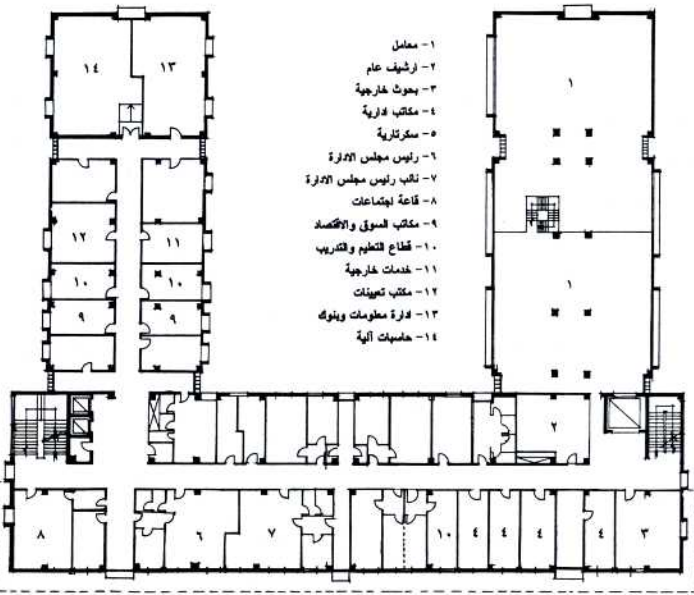 ١- معامل
٢- ارشيف عام
٣- بحوث خارجية
٤- مكاتب ادارية
٥- سكرتارية
٦- رئيس مجلس الادارة
٧- نائب رئيس مجلس الادارة
٨- قاعة اجتماعات
٩- مكاتب السوق والاقتصاد
١٠- قطاع التعليم والتدريب
١١- خدمات خارجية
١٢- مكتب تعيينات
١٣- ادارة معلومات وبنوك
١٤- حاسبات آلية
١٤ ١٣ ١
١٢ ١١
١٠ ١٠ ١
٩ ٩
٢
٨ ٦ ٧ ١٠ ٤ ٤ ٤ ٤ ٣